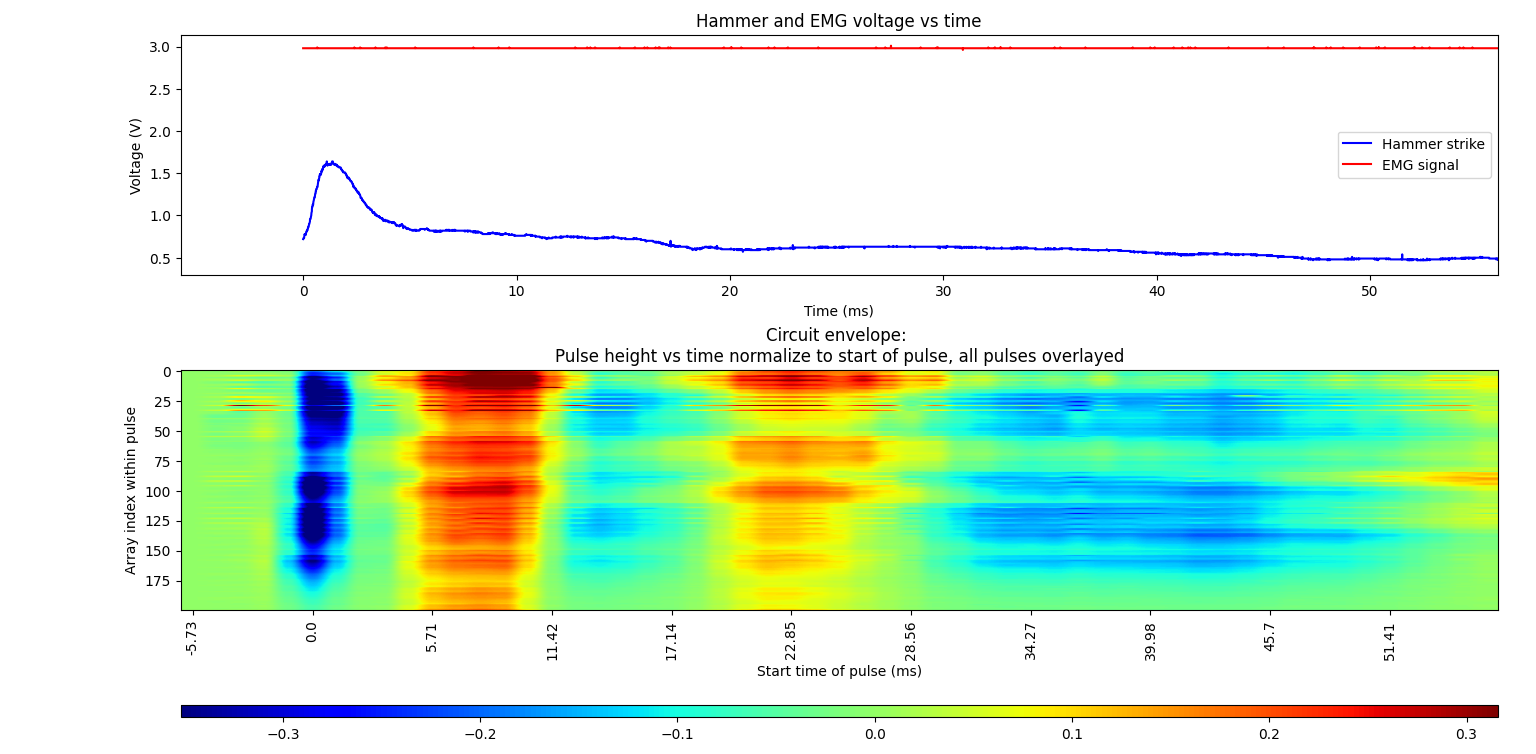 Hammer and EMG voltage vs time
3.0
2.5
2.0
1.5
1.0
0.5
Voltage (V)
Hammer strike
EMG signal
0 10 20 30 40 50
Time (ms)
Circuit envelope:
Pulse height vs time normalize to start of pulse, all pulses overlayed
0
25
50
75
100
125
150
175
Array index within pulse
-5.73 0.0 5.71 11.42 17.14 22.85 28.56 34.27 39.98 45.7 51.41
Start time of pulse (ms)
−0.3 −0.2 −0.1 0.0 0.1 0.2 0.3